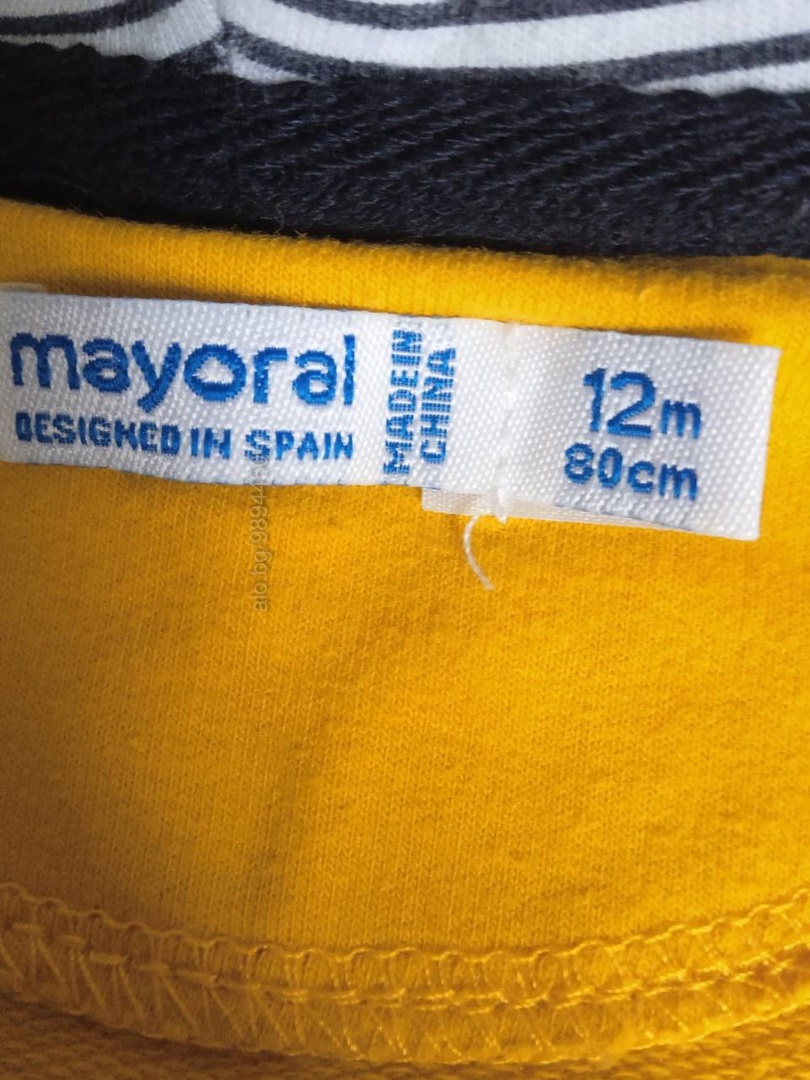 mayoral
DESIGNED IN SPAIN
MADE IN
CHINA
12m
80cm